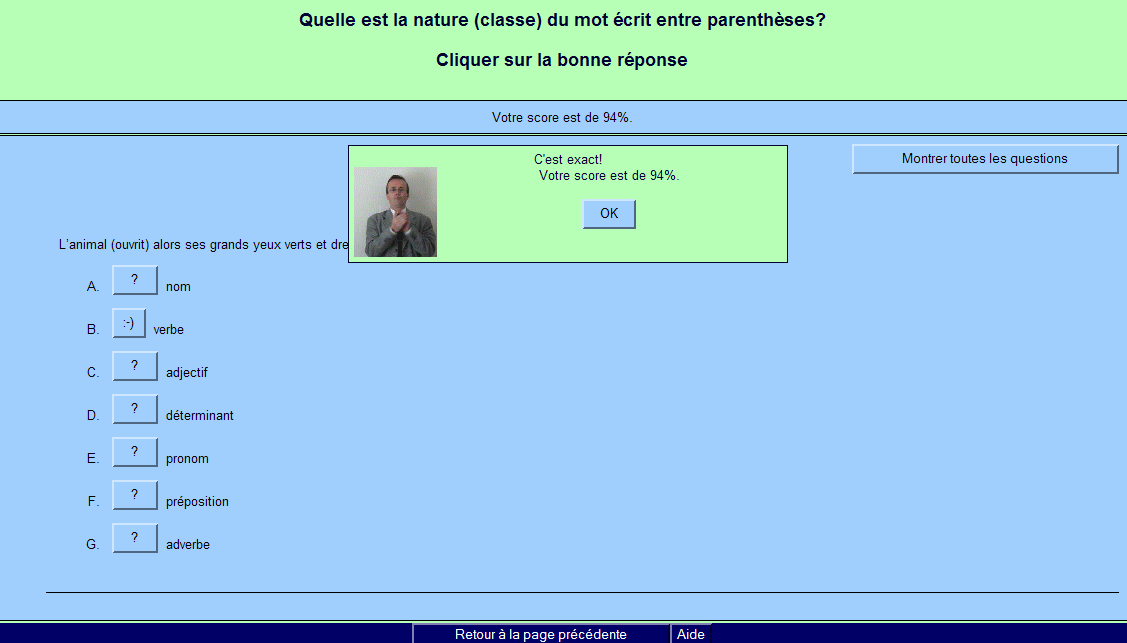 Quelle est la nature (classe) du mot écrit entre parenthèses?
Cliquer sur la bonne réponse
Votre score est de 94%.
C'est exact!
Votre score est de 94%.
OK
Montrer toutes les questions
L'animal (ouvrit) alors ses grands yeux verts et dre
A. ? nom
B. :-) verbe
C. ? adjectif
D. ? déterminant
E. ? pronom
F. ? préposition
G. ? adverbe
Retour à la page précédente Aide